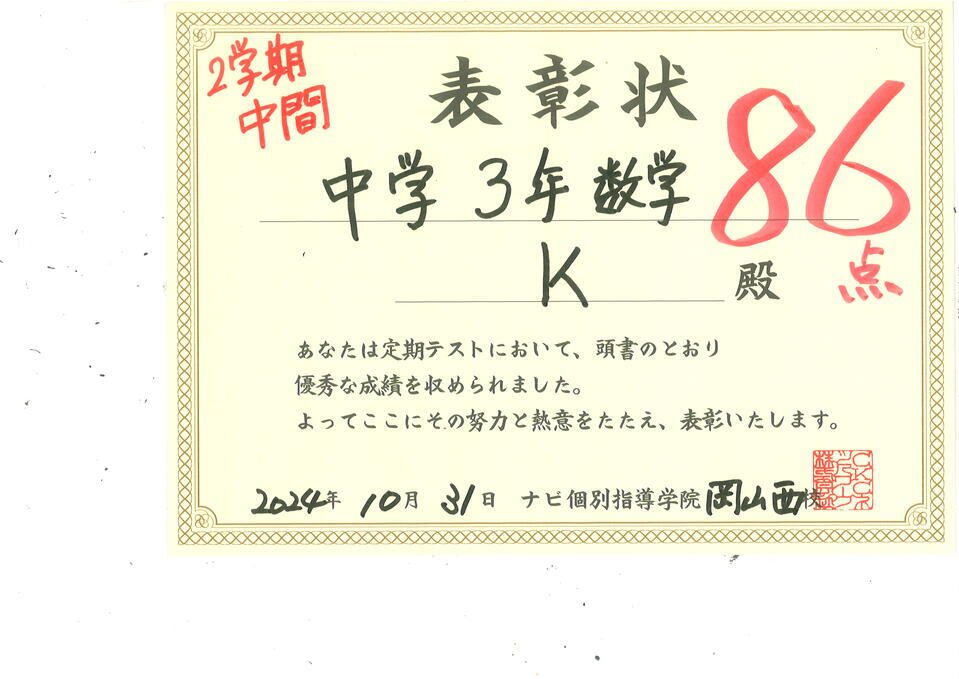 2学期
中間
表彰状
中学3年数学
86
点
K 殿
あなたは定期テストにおいて、頭書のとおり
優秀な成績を収められました。
よってここにその努力と熱意をたたえ、表彰いたします。
2024年 10月 31日 ナビ個別指導学院 岡山西校